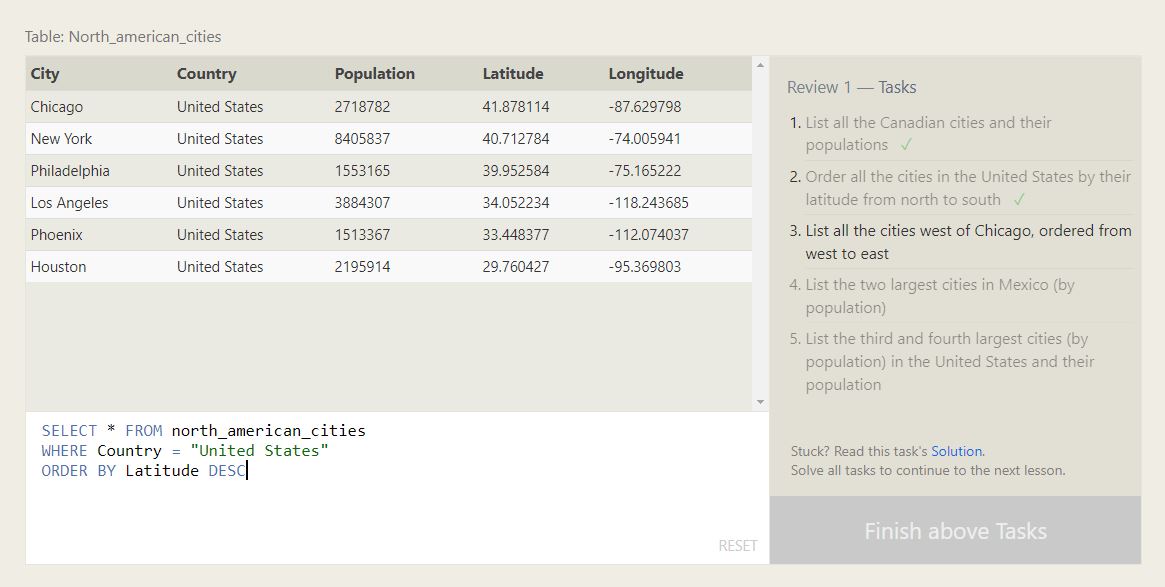 Table: North_american_cities
City Country Population Latitude Longitude
Chicago United States 2718782 41.878114 -87.629798
New York United States 8405837 40.712784 -74.005941
Philadelphia United States 1553165 39.952584 -75.165222
Los Angeles United States 3884307 34.052234 -118.243685
Phoenix United States 1513367 33.448377 -112.074037
Houston United States 2195914 29.760427 -95.369803
SELECT * FROM north_american_cities
WHERE Country = "United States"
ORDER BY Latitude DESC
RESET
Review 1 — Tasks
1. List all the Canadian cities and their
populations ✓
2. Order all the cities in the United States by their
latitude from north to south ✓
3. List all the cities west of Chicago, ordered from
west to east
4. List the two largest cities in Mexico (by
population)
5. List the third and fourth largest cities (by
population) in the United States and their
population
Stuck? Read this task's Solution.
Solve all tasks to continue to the next lesson.
Finish above Tasks